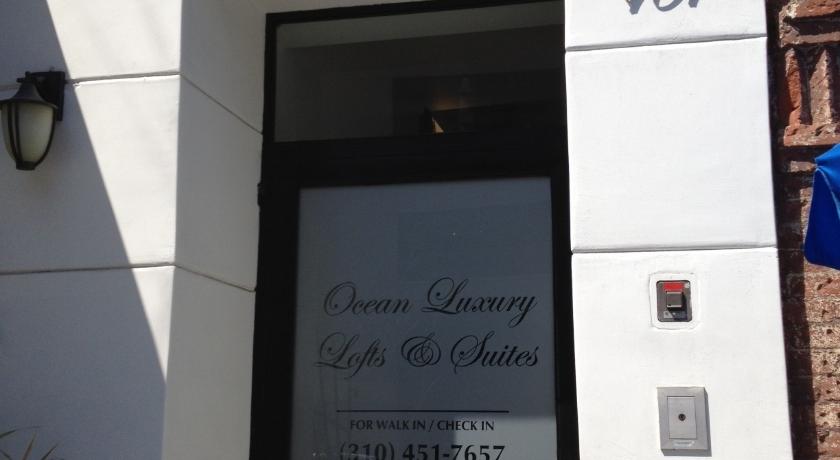 Ocean Luxury
Lofts & Suites
FOR WALK IN / CHECK IN
(310) 451-7657